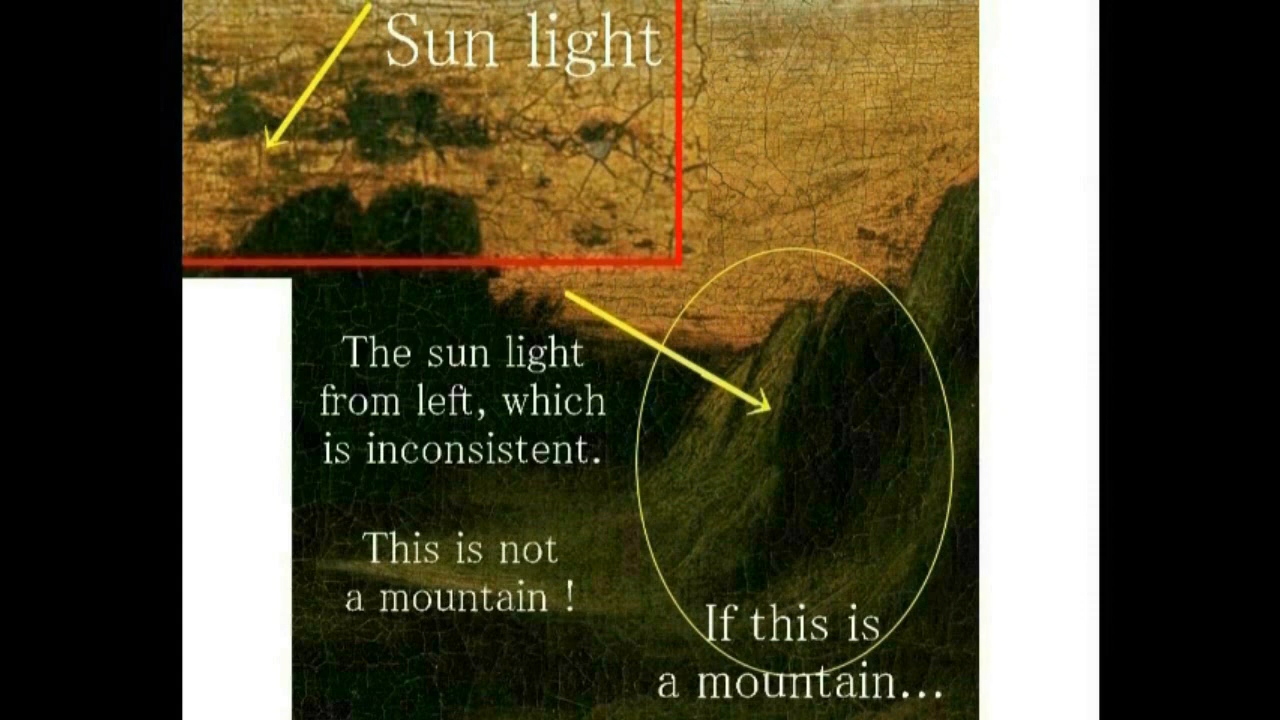 Sun light
The sun light
from left, which
is inconsistent.
This is not
a mountain !
If this is
a mountain...